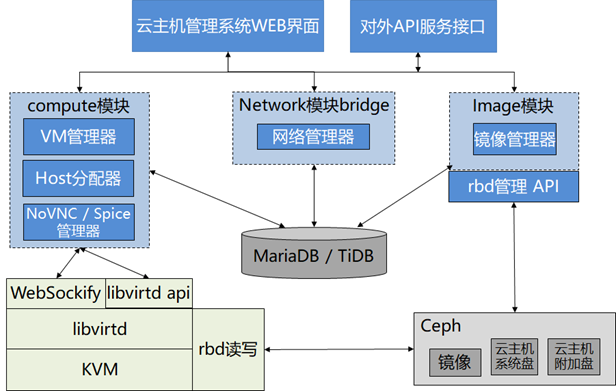 云主机管理系统WEB界面
对外API服务接口
compute模块
VM管理器
Host分配器
NoVNC / Spice
管理器
Network模块bridge
网络管理器
Image模块
镜像管理器
rbd管理 API
MariaDB / TiDB
WebSockify
libvirtd api
libvirtd
KVM
rbd读写
Ceph
镜像
云主机
系统盘
云主机
附加盘